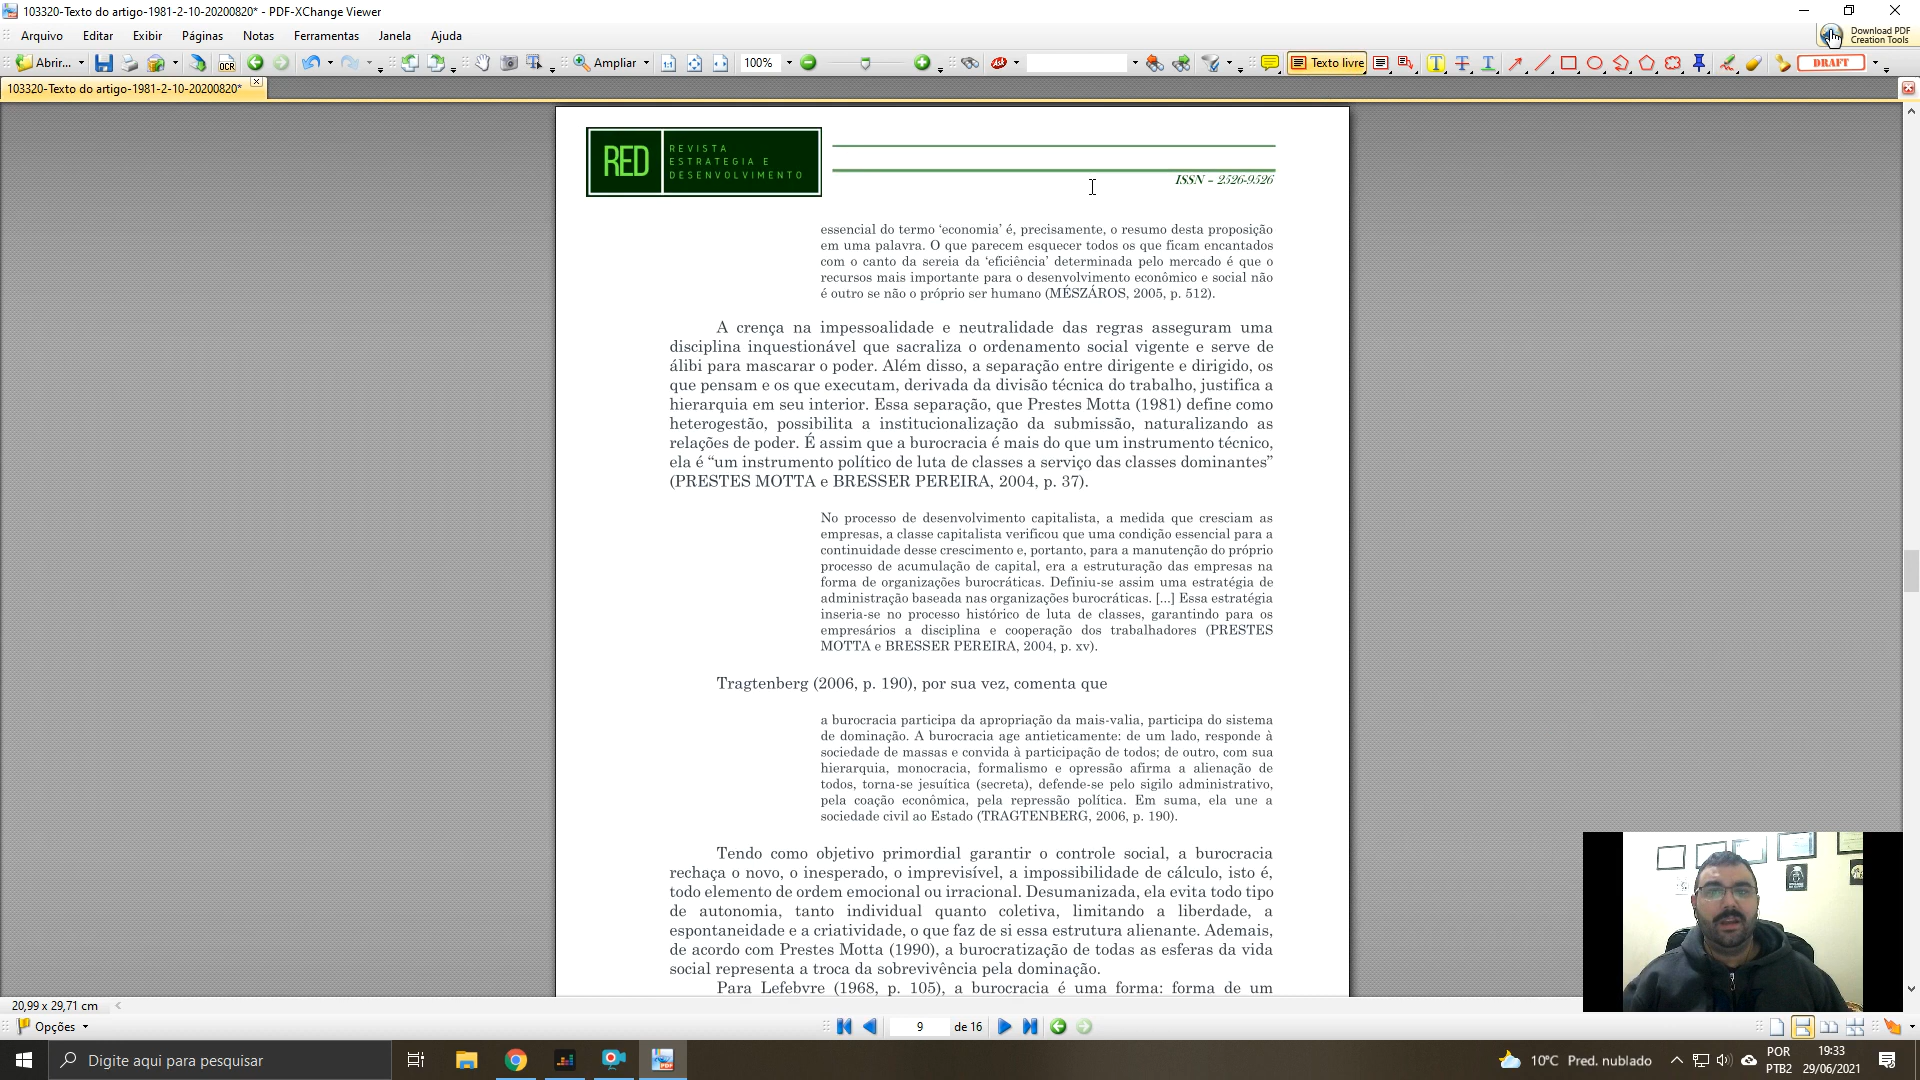 103320-Texto do artigo-1981-2-10-20200820* - PDF-XChange Viewer
Arquivo Editar Exibir Páginas Notas Ferramentas Janela Ajuda
Download PDF
Creation Tools
Abrir... OCR Ampliar 100% Texto livre DRAFT
103320-Texto do artigo-1981-2-10-20200820*
RED
REVISTA
ESTRATEGIA E
DESENVOLVIMENTO
ISSN – 2526-9526
essencial do termo ‘economia’ é, precisamente, o resumo desta proposição
em uma palavra. O que parecem esquecer todos os que ficam encantados
com o canto da sereia da ‘eficiência’ determinada pelo mercado é que o
recursos mais importante para o desenvolvimento econômico e social não
é outro se não o próprio ser humano (MÉSZÁROS, 2005, p. 512).
A crença na impessoalidade e neutralidade das regras asseguram uma
disciplina inquestionável que sacraliza o ordenamento social vigente e serve de
álibi para mascarar o poder. Além disso, a separação entre dirigente e dirigido, os
que pensam e os que executam, derivada da divisão técnica do trabalho, justifica a
hierarquia em seu interior. Essa separação, que Prestes Motta (1981) define como
heterogestão, possibilita a institucionalização da submissão, naturalizando as
relações de poder. É assim que a burocracia é mais do que um instrumento técnico,
ela é “um instrumento político de luta de classes a serviço das classes dominantes”
(PRESTES MOTTA e BRESSER PEREIRA, 2004, p. 37).
No processo de desenvolvimento capitalista, a medida que cresciam as
empresas, a classe capitalista verificou que uma condição essencial para a
continuidade desse crescimento e, portanto, para a manutenção do próprio
processo de acumulação de capital, era a estruturação das empresas na
forma de organizações burocráticas. Definiu-se assim uma estratégia de
administração baseada nas organizações burocráticas. [...] Essa estratégia
inseria-se no processo histórico de luta de classes, garantindo para os
empresários a disciplina e cooperação dos trabalhadores (PRESTES
MOTTA e BRESSER PEREIRA, 2004, p. xv).
Tragtenberg (2006, p. 190), por sua vez, comenta que
a burocracia participa da apropriação da mais-valia, participa do sistema
de dominação. A burocracia age antieticamente: de um lado, responde à
sociedade de massas e convida à participação de todos; de outro, com sua
hierarquia, monocracia, formalismo e opressão afirma a alienação de
todos, torna-se jesuítica (secreta), defende-se pelo sigilo administrativo,
pela coação econômica, pela repressão política. Em suma, ela une a
sociedade civil ao Estado (TRAGTENBERG, 2006, p. 190).
Tendo como objetivo primordial garantir o controle social, a burocracia
rechaça o novo, o inesperado, o imprevisível, a impossibilidade de cálculo, isto é,
todo elemento de ordem emocional ou irracional. Desumanizada, ela evita todo tipo
de autonomia, tanto individual quanto coletiva, limitando a liberdade, a
espontaneidade e a criatividade, o que faz de si essa estrutura alienante. Ademais,
de acordo com Prestes Motta (1990), a burocratização de todas as esferas da vida
social representa a troca da sobrevivência pela dominação.
Para Lefebvre (1968, p. 105), a burocracia é uma forma: forma de um
20,99 x 29,71 cm
Opções 9 de 16
Digite aqui para pesquisar
10°C Pred. nublado
POR
PTB2
19:33
29/06/2021